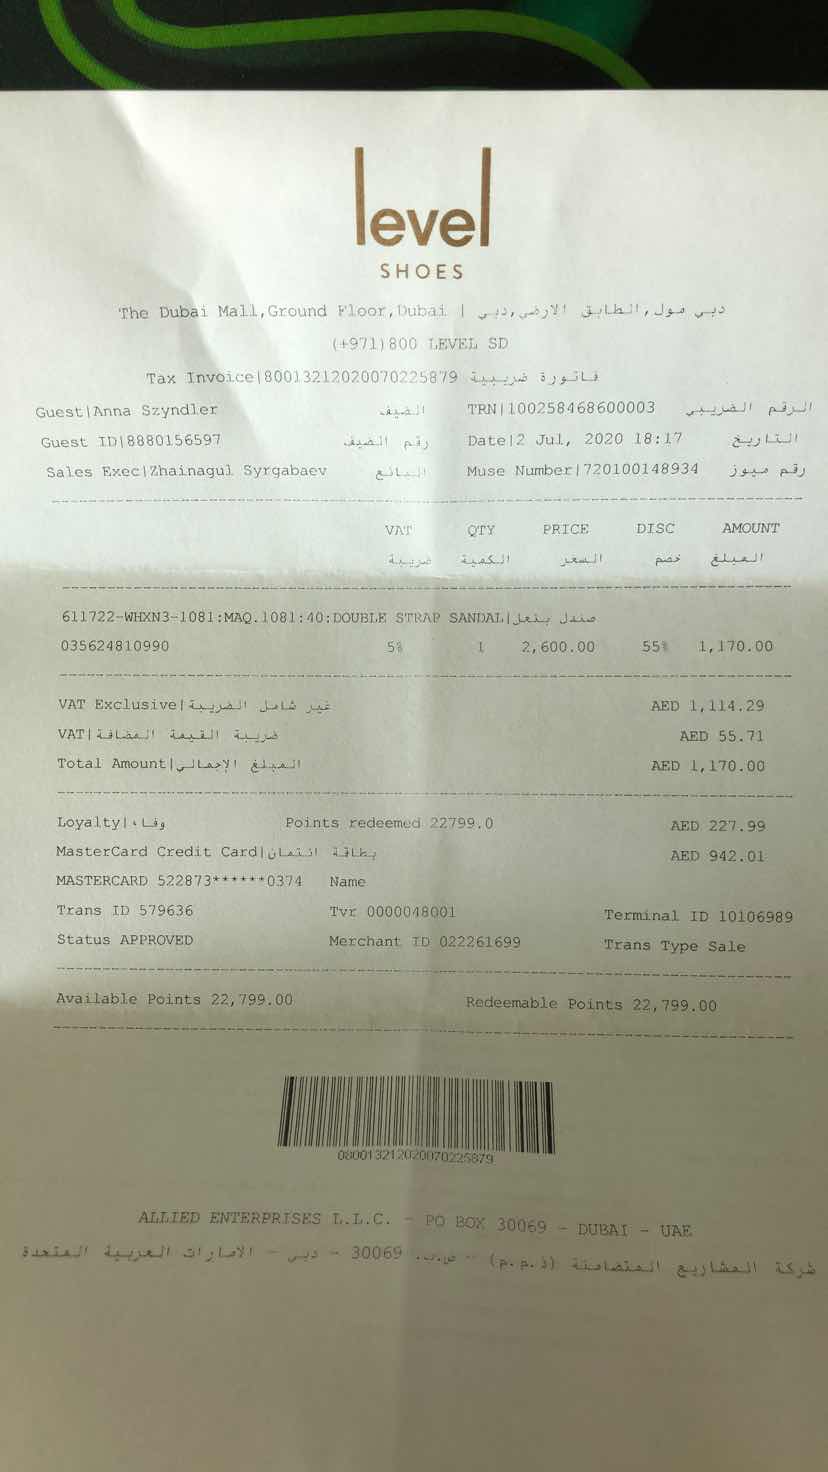 level
SHOES
The Dubai Mall,Ground Floor,Dubai | دبي مول,الطابق الارضي,دبي
(+971)800 LEVEL SD
Tax Invoice|80013212020070225879 فاتورة ضريبية
Guest|Anna Szyndler الضيف TRN|100258468600003 الرقم الضريبي
Guest ID|8880156597 رقم الضيف Date|2 Jul, 2020 18:17 التاريخ
Sales Exec|Zhainagul Syrgabaev البائع Muse Number|720100148934 رقم ميوز
VAT QTY PRICE DISC AMOUNT
ضريبة الكمية السعر خصم المبلغ
611722-WHXN3-1081:MAQ.1081:40:DOUBLE STRAP SANDAL|صندل بنعل
035624810990 5% 1 2,600.00 55% 1,170.00
VAT Exclusive|غير شامل الضريبة AED 1,114.29
VAT|ضريبة القيمة المضافة AED 55.71
Total Amount|المبلغ الإجمالي AED 1,170.00
Loyalty|وفاء Points redeemed 22799.0 AED 227.99
MasterCard Credit Card|بطاقة ائتمان AED 942.01
MASTERCARD 522873******0374 Name
Trans ID 579636 Tvr 0000048001 Terminal ID 10106989
Status APPROVED Merchant ID 022261699 Trans Type Sale
Available Points 22,799.00 Redeemable Points 22,799.00
080013212020070225879
ALLIED ENTERPRISES L.L.C. - PO BOX 30069 - DUBAI - UAE
شركة المشاريع المتضامنة (ذ.م.م) - ص.ب. 30069 - دبي - الامارات العربية المتحدة